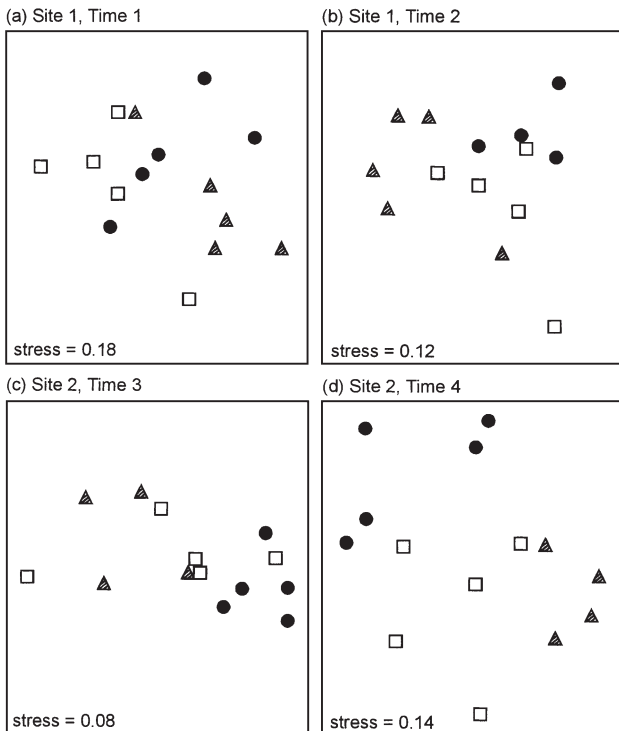 (a) Site 1, Time 1
(b) Site 1, Time 2
stress = 0.18
stress = 0.12
(c) Site 2, Time 3
(d) Site 2, Time 4
stress = 0.08
stress = 0.14